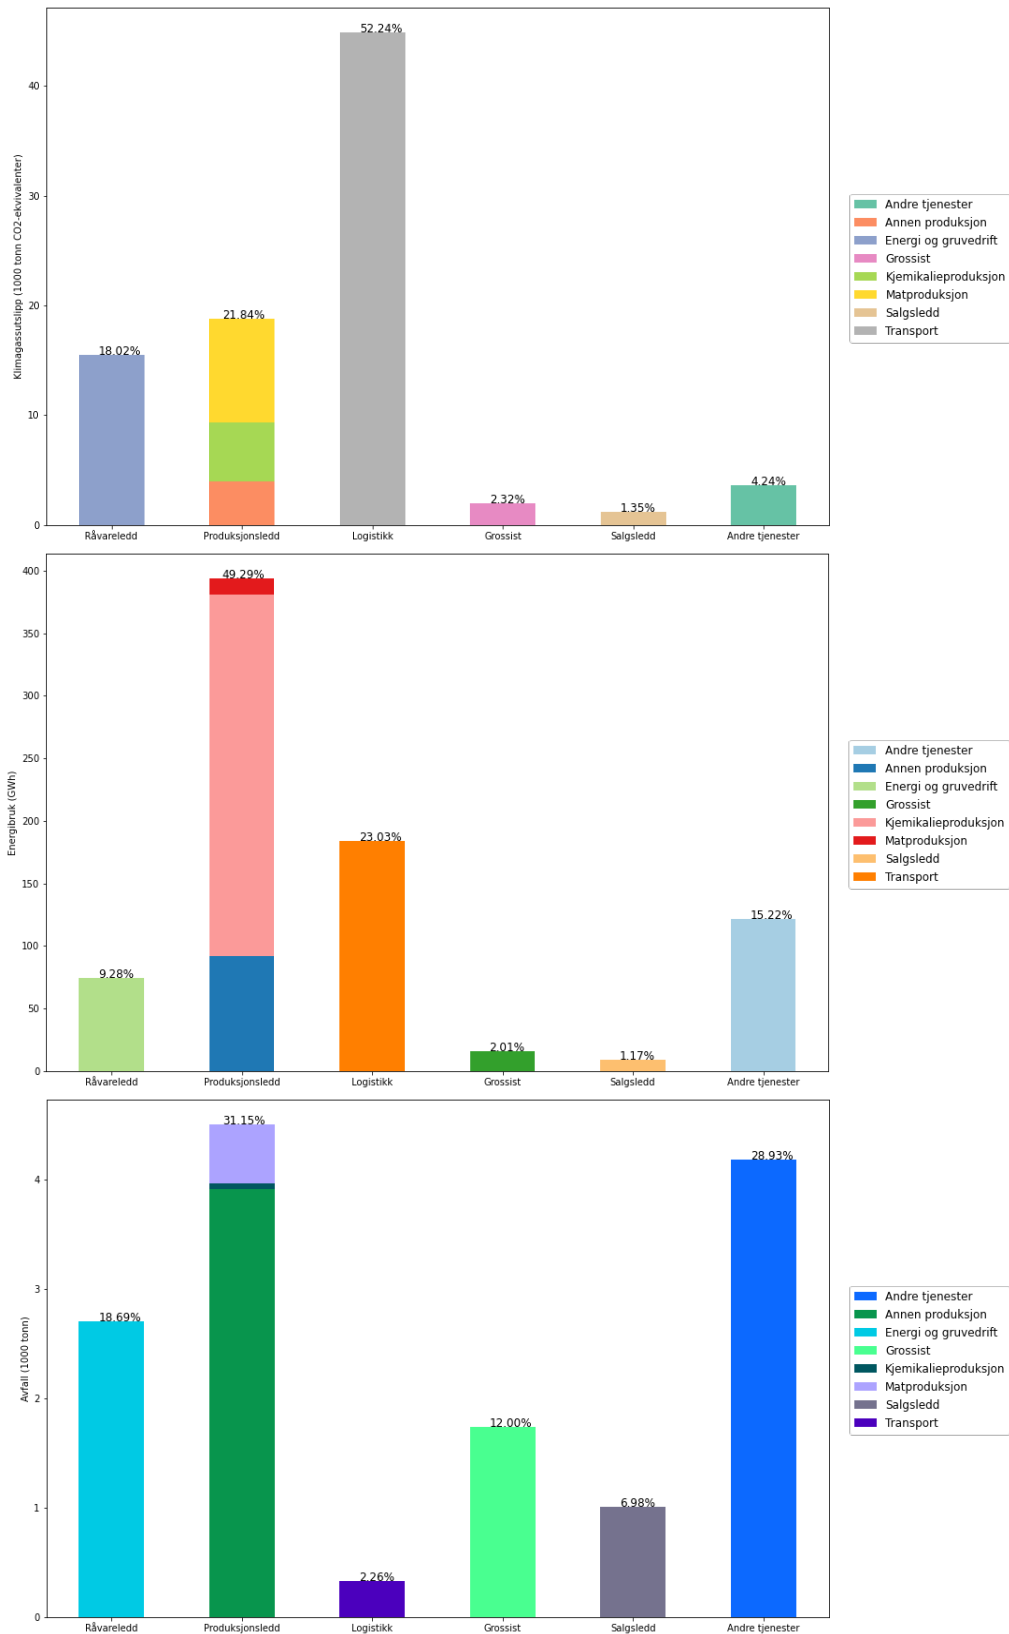 52.24%
40
30
20
10
0
18.02%
21.84%
2.32%
1.35%
4.24%
Klimagassutslipp (1000 tonn CO2-ekvivalenter)
Råvareledd
Produksjonsledd
Logistikk
Grossist
Salgsledd
Andre tjenester
Andre tjenester
Annen produksjon
Energi og gruvedrift
Grossist
Kjemikalieproduksjon
Matproduksjon
Salgsledd
Transport
400
350
300
250
200
150
100
50
0
49.29%
23.03%
15.22%
9.28%
2.01%
1.17%
Energibruk (GWh)
Råvareledd
Produksjonsledd
Logistikk
Grossist
Salgsledd
Andre tjenester
Andre tjenester
Annen produksjon
Energi og gruvedrift
Grossist
Kjemikalieproduksjon
Matproduksjon
Salgsledd
Transport
4
3
2
1
0
31.15%
28.93%
18.69%
12.00%
6.98%
2.26%
Avfall (1000 tonn)
Råvareledd
Produksjonsledd
Logistikk
Grossist
Salgsledd
Andre tjenester
Andre tjenester
Annen produksjon
Energi og gruvedrift
Grossist
Kjemikalieproduksjon
Matproduksjon
Salgsledd
Transport